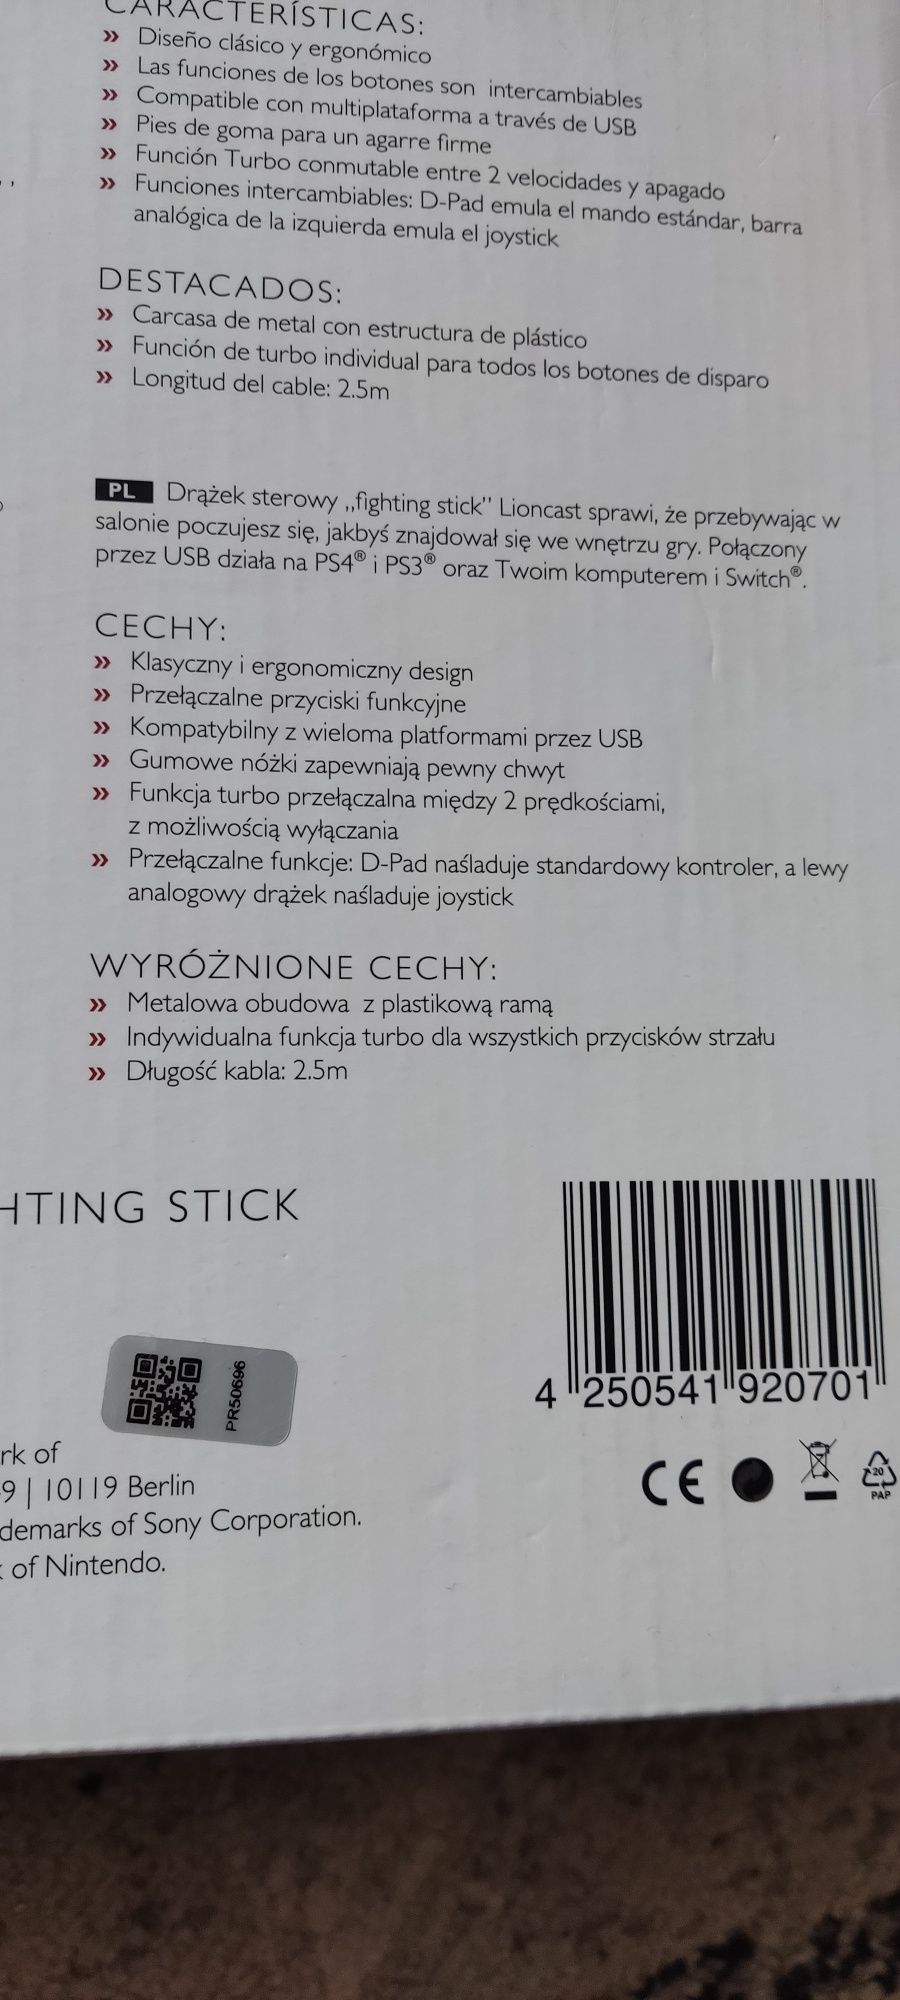 CARACTERÍSTICAS:
» Diseño clásico y ergonómico
» Las funciones de los botones son intercambiables
» Compatible con multiplataforma a través de USB
» Pies de goma para un agarre firme
» Función Turbo conmutable entre 2 velocidades y apagado
» Funciones intercambiables: D-Pad emula el mando estándar, barra
analógica de la izquierda emula el joystick
DESTACADOS:
» Carcasa de metal con estructura de plástico
» Función de turbo individual para todos los botones de disparo
» Longitud del cable: 2.5m
PL Drążek sterowy „fighting stick" Lioncast sprawi, że przebywając w
salonie poczujesz się, jakbyś znajdował się we wnętrzu gry. Połączony
przez USB działa na PS4® i PS3® oraz Twoim komputerem i Switch®.
CECHY:
» Klasyczny i ergonomiczny design
» Przełączalne przyciski funkcyjne
» Kompatybilny z wieloma platformami przez USB
» Gumowe nóżki zapewniają pewny chwyt
» Funkcja turbo przełączalna między 2 prędkościami,
z możliwością wyłączania
» Przełączalne funkcje: D-Pad naśladuje standardowy kontroler, a lewy
analogowy drążek naśladuje joystick
WYRÓŻNIONE CECHY:
» Metalowa obudowa z plastikową ramą
» Indywidualna funkcja turbo dla wszystkich przycisków strzału
» Długość kabla: 2.5m
HTING STICK
PR50696
4 250541 920701
rk of
9 | 10119 Berlin
demarks of Sony Corporation.
of Nintendo.
CE
20
PAP